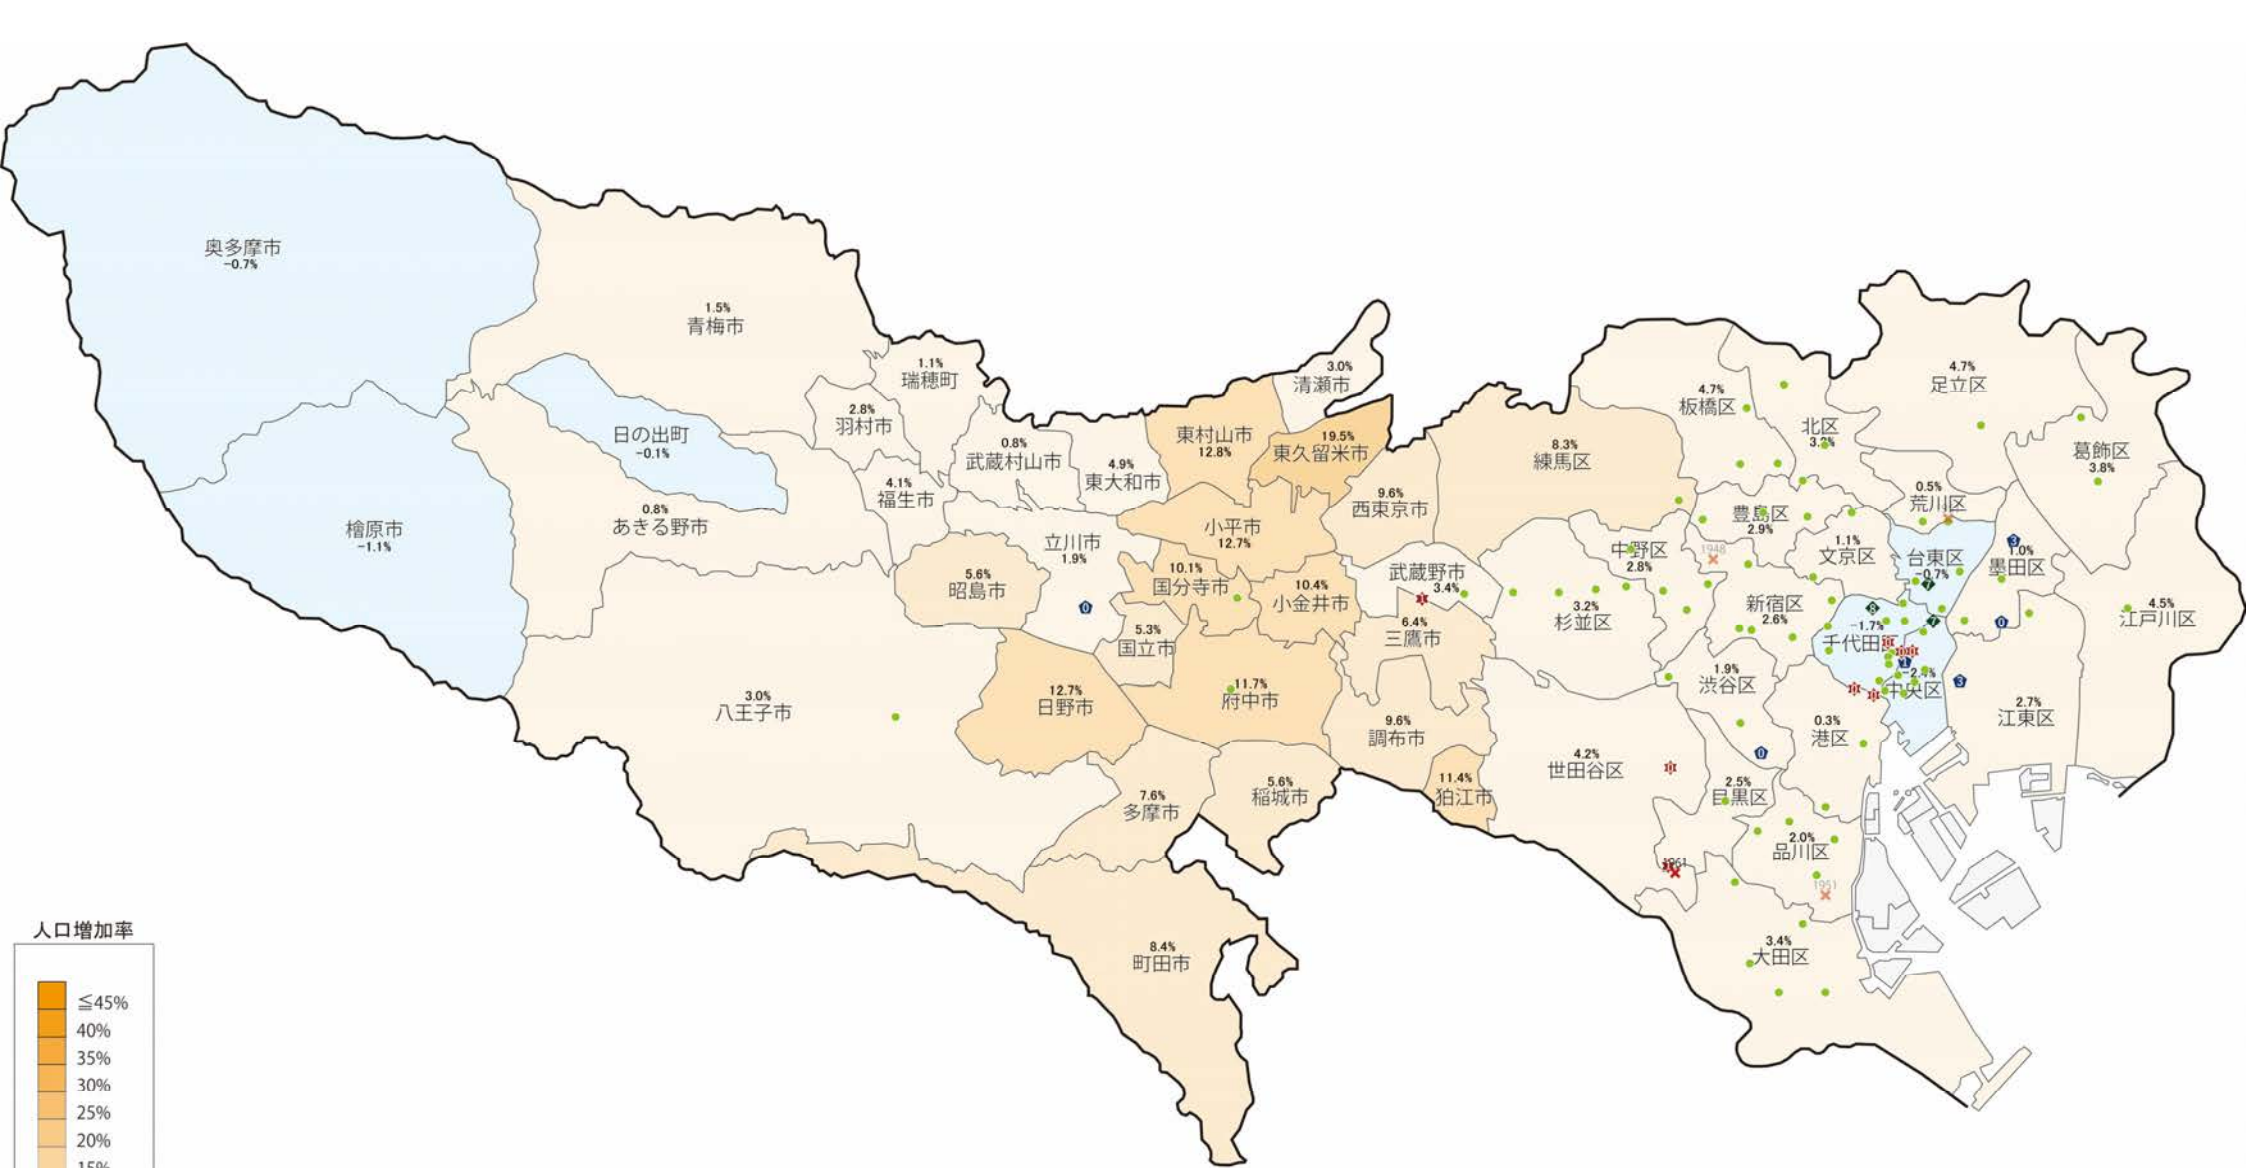 奥多摩市
-0.7%
1.5%
青梅市
1.1%
瑞穂町
2.8%
羽村市
日の出町
-0.1%
0.8%
武蔵村山市
4.9%
東大和市
東村山市
12.8%
3.0%
清瀬市
19.5%
東久留米市
4.1%
福生市
0.8%
あきる野市
檜原市
-1.1%
小平市
12.7%
9.6%
西東京市
8.3%
練馬区
4.7%
板橋区
北区
4.7%
足立区
葛飾区
3.8%
0.5%
荒川区
豊島区
2.9%
1.1%
文京区
台東区
-0.7%
3
1.0%
墨田区
7
立川市
1.9%
0
5.6%
昭島市
10.1%
国分寺市
10.4%
小金井市
武蔵野市
3.4%
中野区
2.8%
1948
3.2%
杉並区
新宿区
2.6%
8
-1.7%
千代田区
7
0
4.5%
江戸川区
5.3%
国立市
6.4%
三鷹市
1.9%
渋谷区
1
中央区
3
2.7%
江東区
3.0%
八王子市
12.7%
日野市
11.7%
府中市
9.6%
調布市
0.3%
港区
0
4.2%
世田谷区
7.6%
多摩市
5.6%
稲城市
11.4%
狛江市
2.5%
目黒区
2.0%
品川区
1961
1951
8.4%
町田市
3.4%
大田区
人口増加率
≦45%
40%
35%
30%
25%
20%
15%